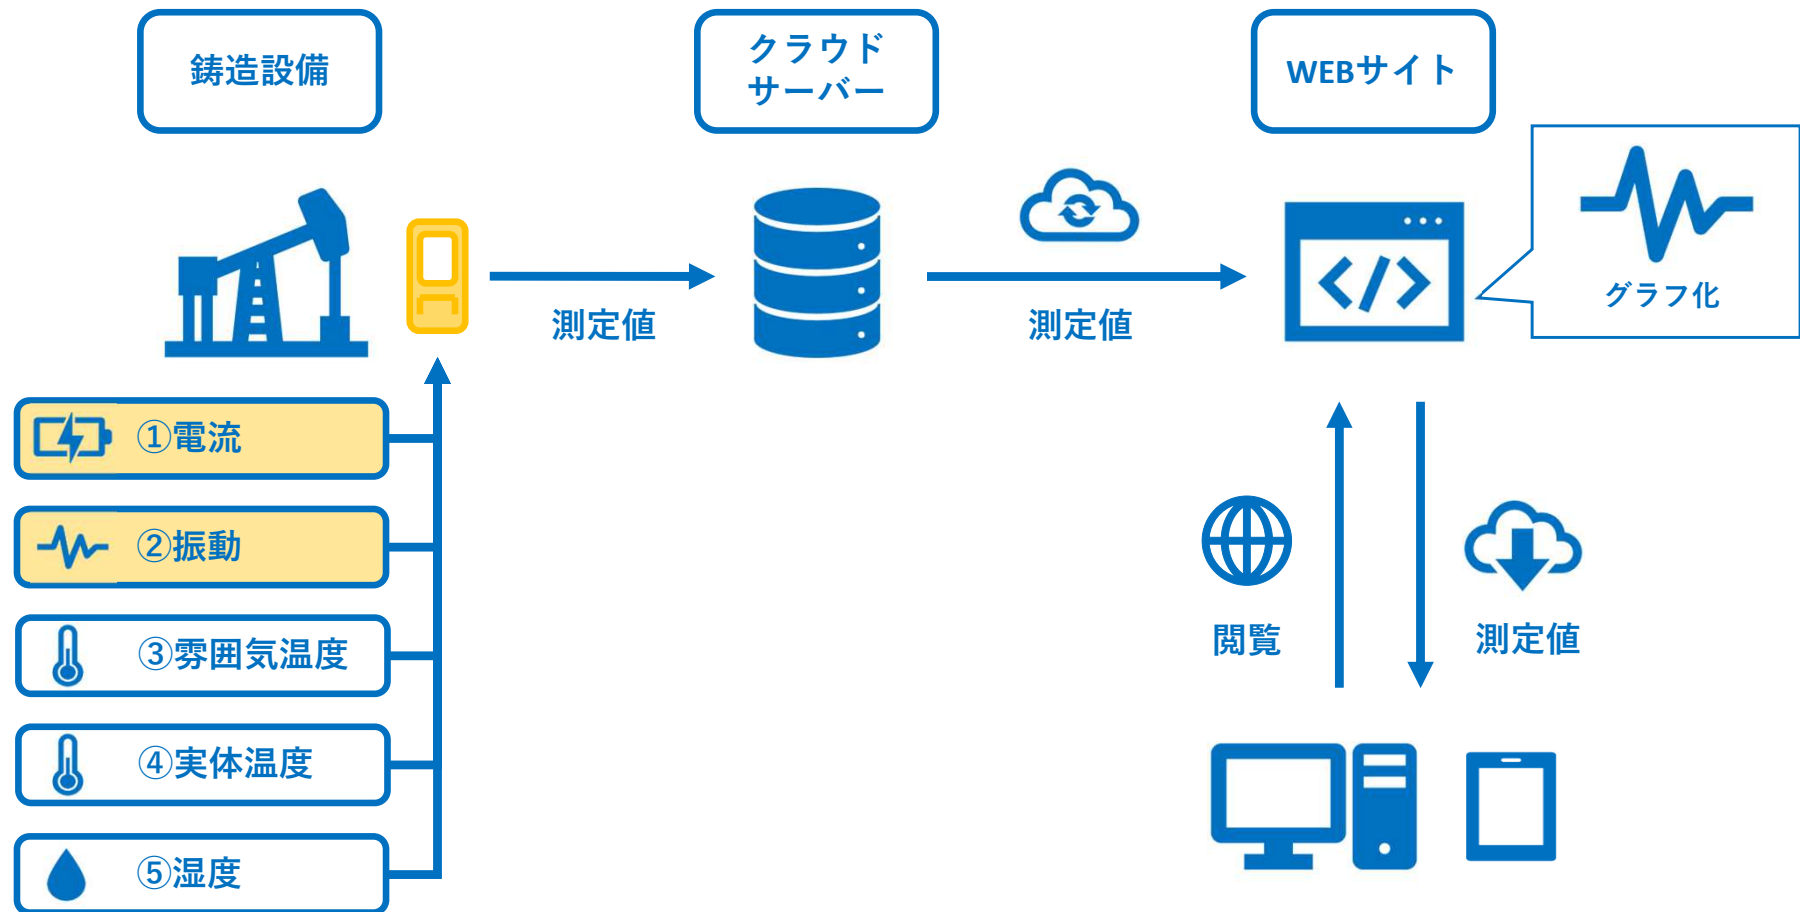 鋳造設備
クラウド
サーバー
WEBサイト
グラフ化
測定値
測定値
①電流
②振動
③雰囲気温度
④実体温度
⑤湿度
閲覧
測定値